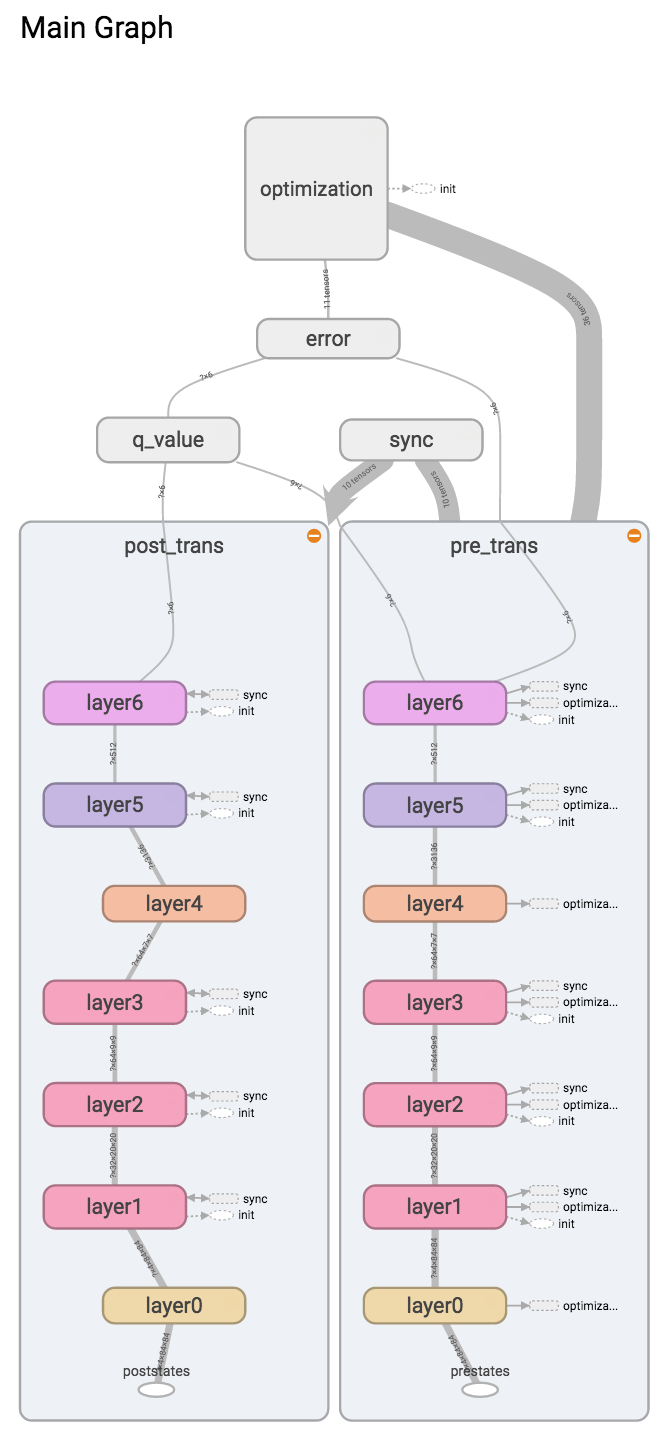 Main Graph
optimization
init
11 tensors
36 tensors
error
?×6
?×6
q_value
sync
?×6
?×6
10 tensors
10 tensors
post_trans
pre_trans
?×6
?×6
?×6
layer6
sync
init
layer6
sync
optimiza...
init
?×512
?×512
layer5
sync
init
layer5
sync
optimiza...
init
?×3136
?×3136
layer4
layer4
optimiza...
?×64×7×7
?×64×7×7
layer3
sync
init
layer3
sync
optimiza...
init
?×64×9×9
?×64×9×9
layer2
sync
init
layer2
sync
optimiza...
init
?×32×20×20
?×32×20×20
layer1
sync
init
layer1
sync
optimiza...
init
?×4×84×84
?×4×84×84
layer0
layer0
optimiza...
?×4×84×84
?×4×84×84
poststates
prestates